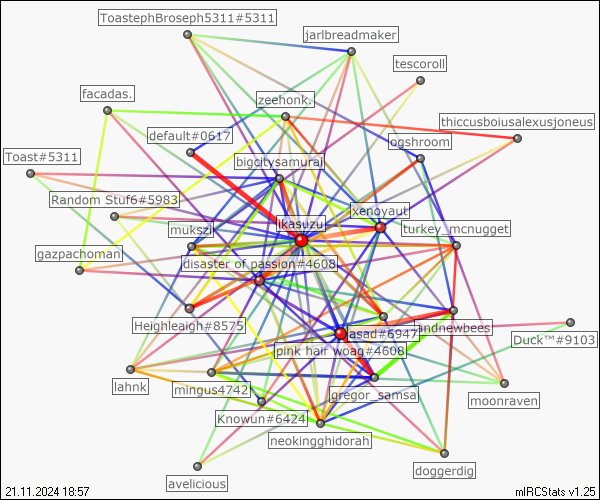 ToastephBroseph5311#5311
jarlbreadmaker
tescoroll
facadas.
zeehonk.
thiccusboiusalexusjoneus
default#0617
ogshroom
Toast#5311
bigcitysamurai
Random Stuf6#5983
xenoyaut
ikasuzu
mukszi
turkey_mcnugget
gazpachoman
disaster of passion#4608
Heighleaigh#8575
jasad#6947
andnewbees
Duck™#9103
pink hair woag#4608
lahnk
mingus4742
gregor_samsa
moonraven
Knowun#6424
neokingghidorah
doggerdig
avelicious
21.11.2024 18:57
mIRCStats v1.25